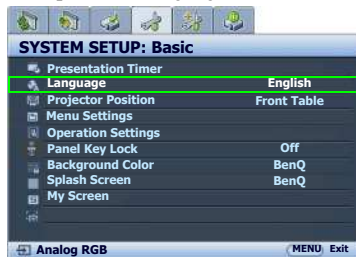 SYSTEM SETUP: Basic
Presentation Timer
Language English
Projector Position Front Table
Menu Settings
Operation Settings
Panel Key Lock Off
Background Color BenQ
Splash Screen BenQ
My Screen
Analog RGB MENU Exit